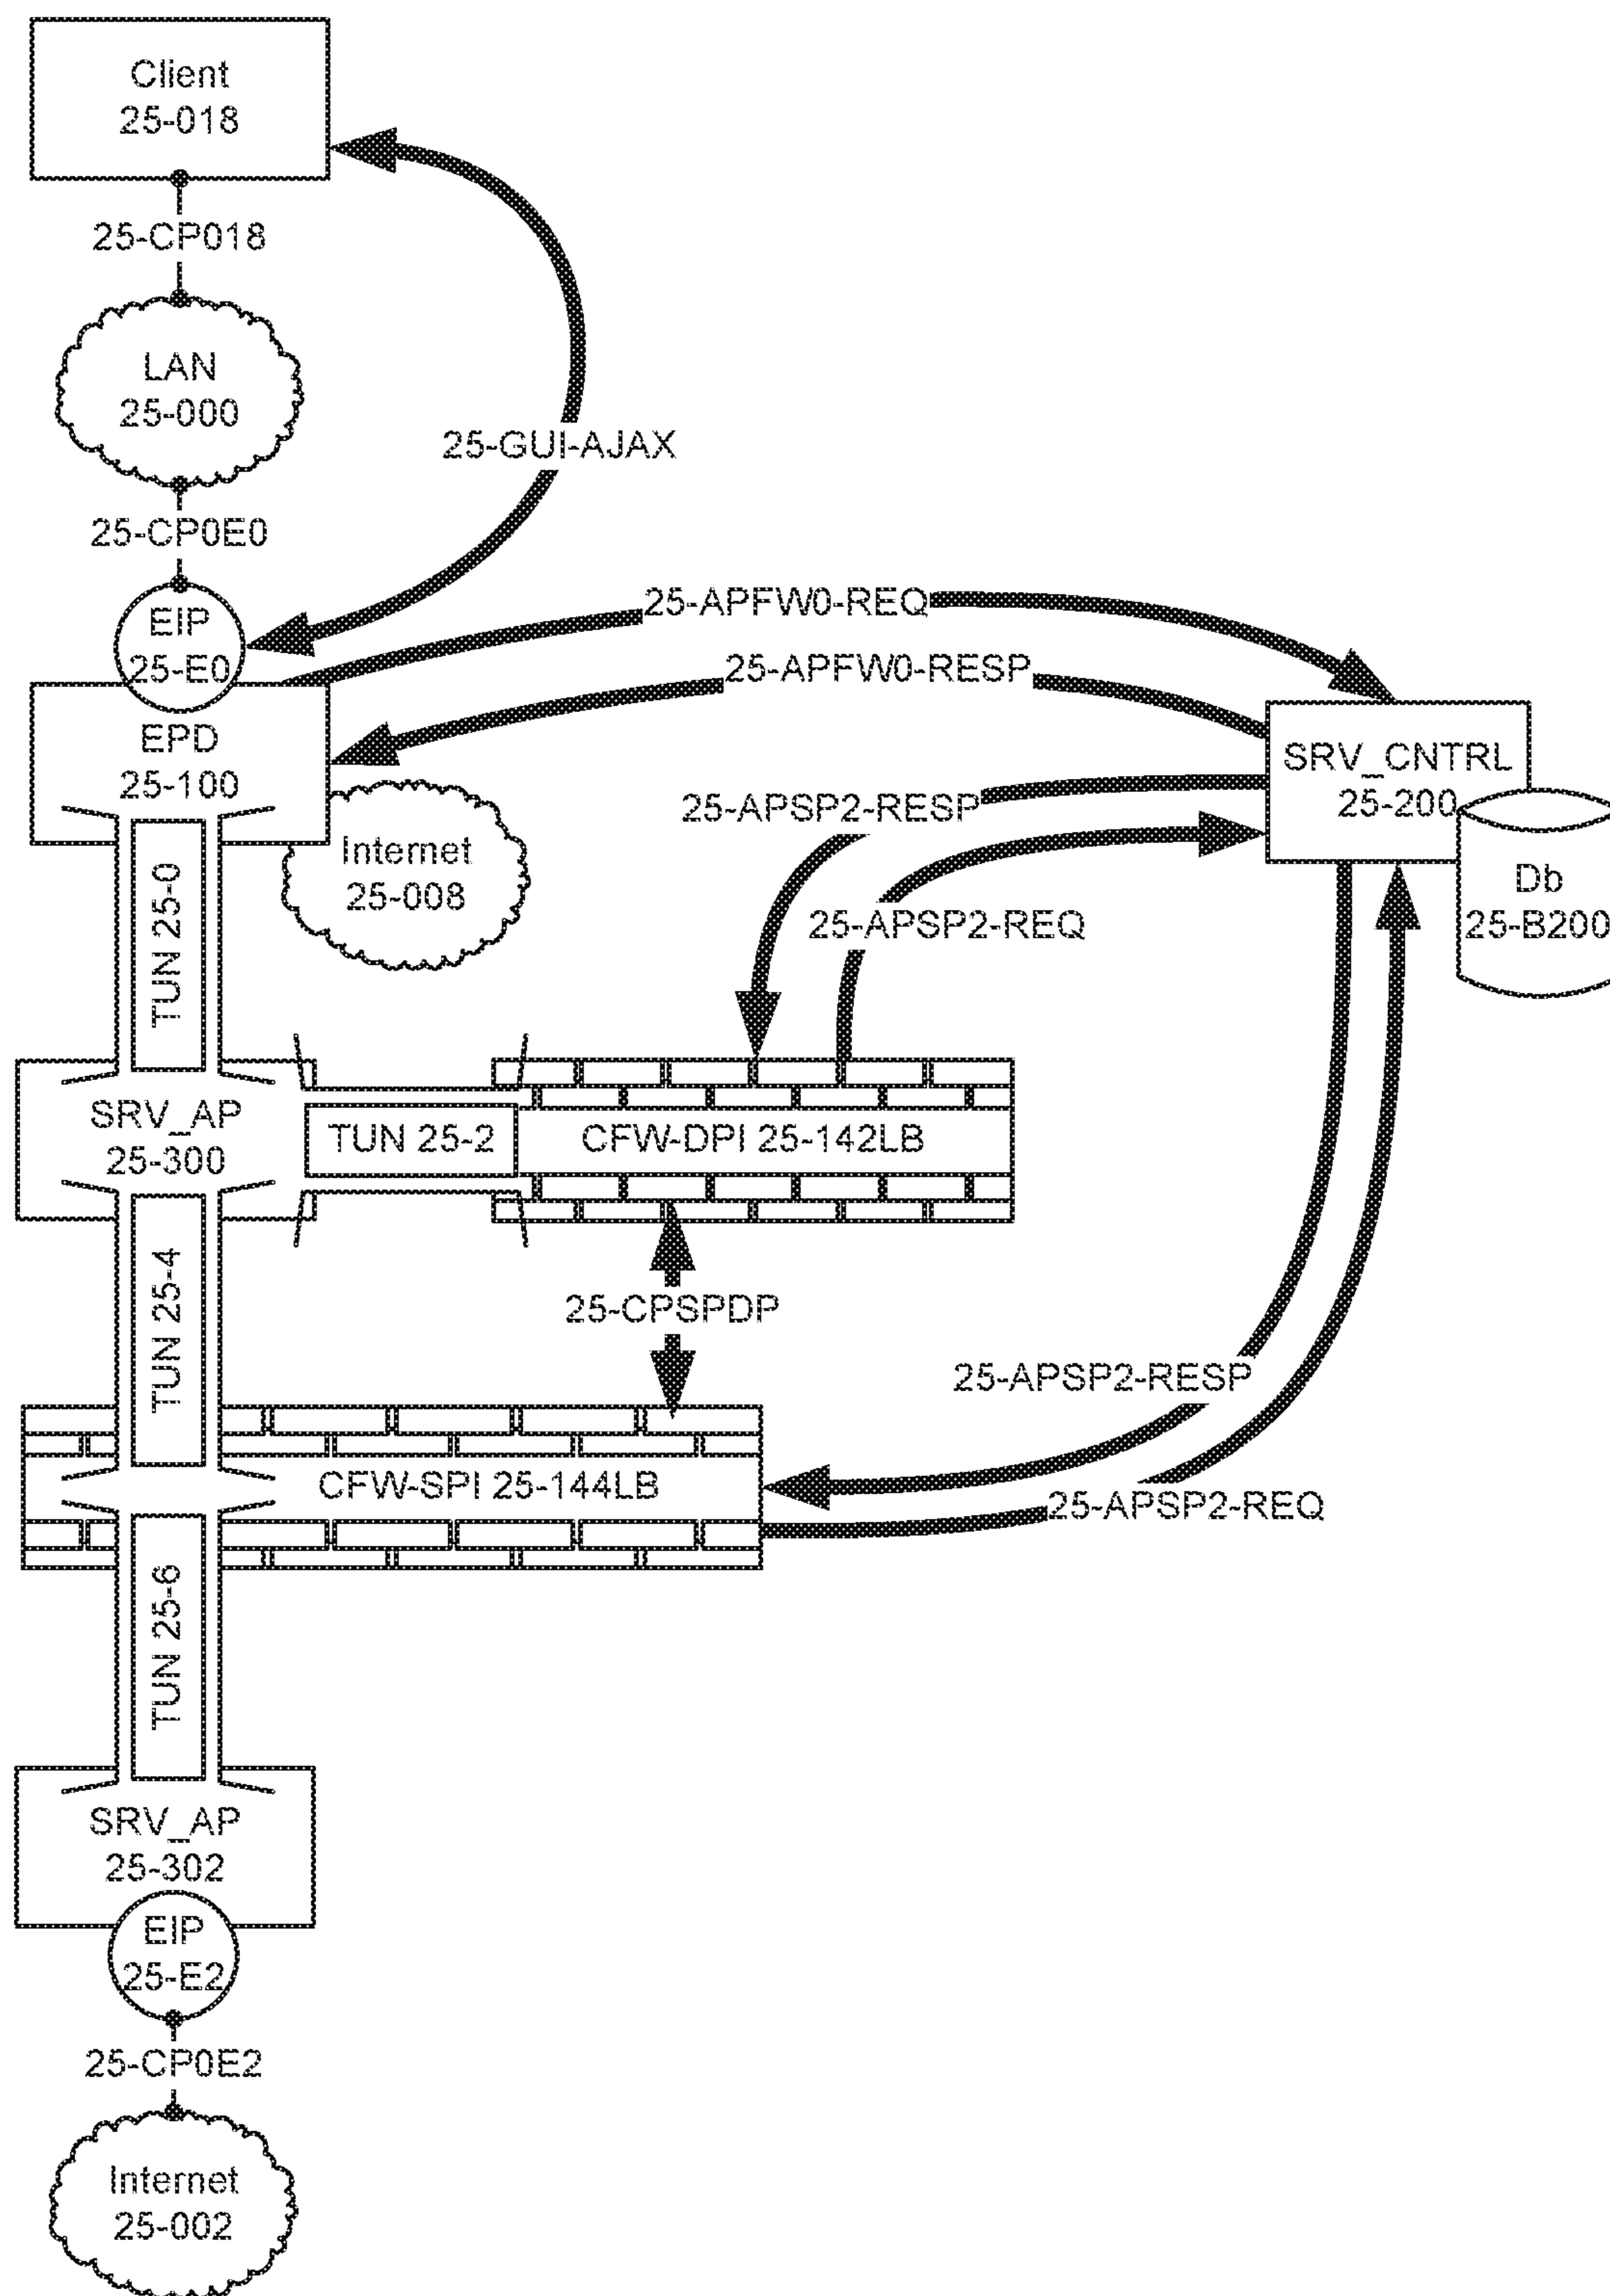 Client
25-018
25-CP018
LAN
25-000
25-GUI-AJAX
25-CP0E0
EIP
25-E0
25-APFW0-REQ
25-APFW0-RESP
EPD
25-100
SRV_CNTRL
25-200
25-APSP2-RESP
Internet
25-008
Db
25-B200
25-APSP2-REQ
TUN 25-0
SRV_AP
25-300
TUN 25-2
CFW-DPI 25-142LB
TUN 25-4
25-CPSPDP
25-APSP2-RESP
CFW-SPI 25-144LB
25-APSP2-REQ
TUN 25-6
SRV_AP
25-302
EIP
25-E2
25-CP0E2
Internet
25-002